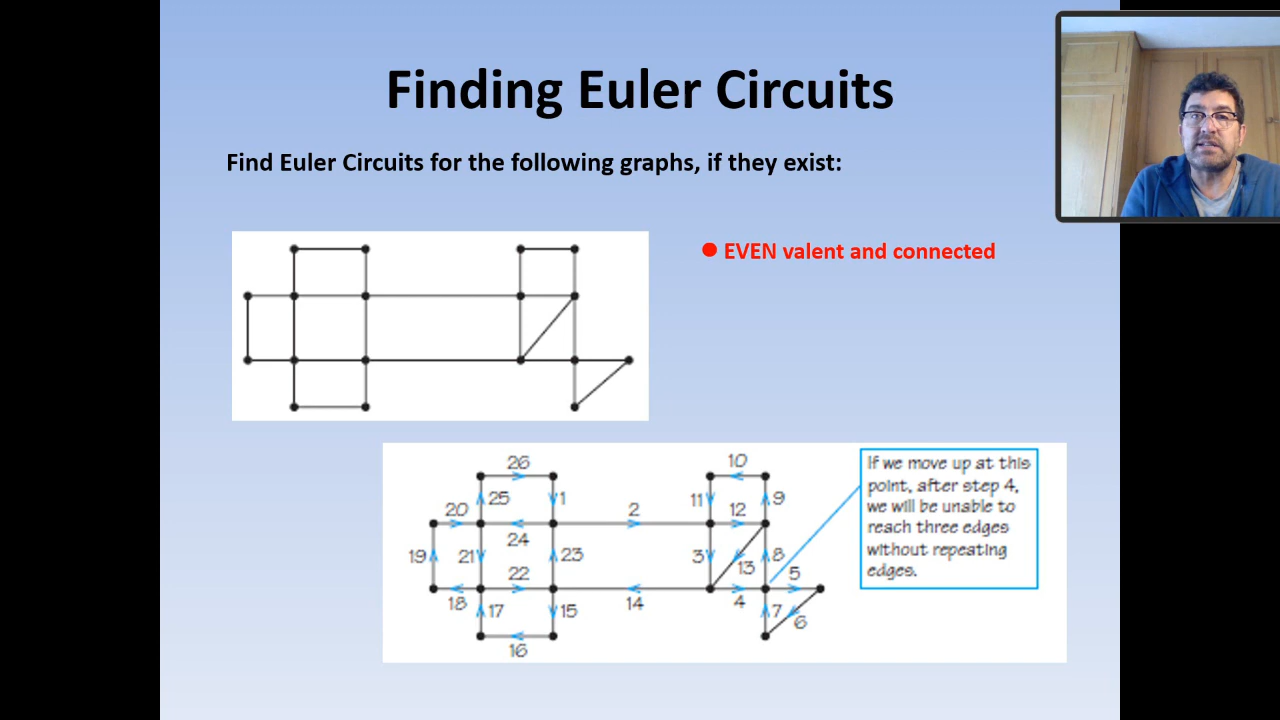 Finding Euler Circuits
Find Euler Circuits for the following graphs, if they exist:
● EVEN valent and connected
26
10
25
1
11
9
20
2
12
24
19
21
23
3
13
8
5
22
18
14
4
17
15
7
6
16
If we move up at this
point, after step 4,
we will be unable to
reach three edges
without repeating
edges.